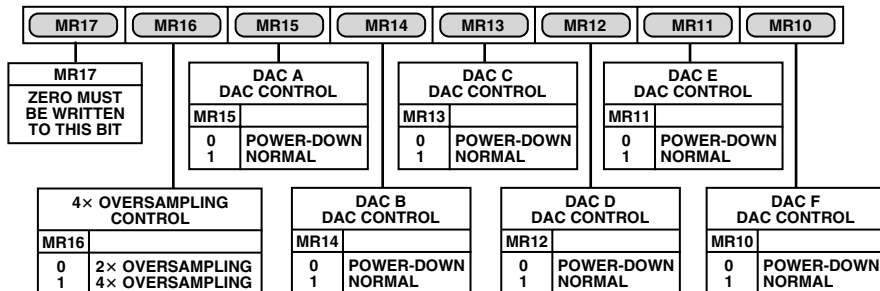 MR17 MR16 MR15 MR14 MR13 MR12 MR11 MR10
MR17
ZERO MUST
BE WRITTEN
TO THIS BIT
DAC A
DAC CONTROL
MR15
0 POWER-DOWN
1 NORMAL
DAC C
DAC CONTROL
MR13
0 POWER-DOWN
1 NORMAL
DAC E
DAC CONTROL
MR11
0 POWER-DOWN
1 NORMAL
4× OVERSAMPLING
CONTROL
MR16
0 2× OVERSAMPLING
1 4× OVERSAMPLING
DAC B
DAC CONTROL
MR14
0 POWER-DOWN
1 NORMAL
DAC D
DAC CONTROL
MR12
0 POWER-DOWN
1 NORMAL
DAC F
DAC CONTROL
MR10
0 POWER-DOWN
1 NORMAL